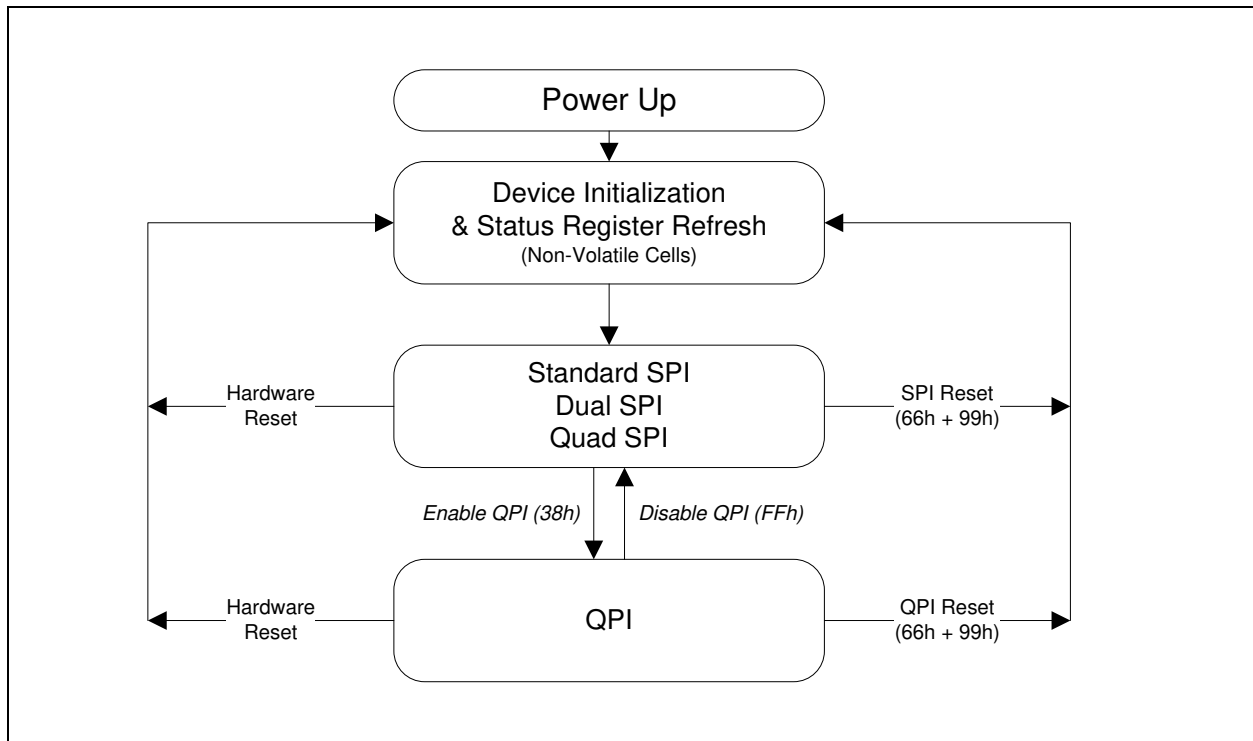 Power Up
Device Initialization
& Status Register Refresh
(Non-Volatile Cells)
Standard SPI
Dual SPI
Quad SPI
Hardware
Reset
SPI Reset
(66h + 99h)
Enable QPI (38h)
Disable QPI (FFh)
Hardware
Reset
QPI
QPI Reset
(66h + 99h)